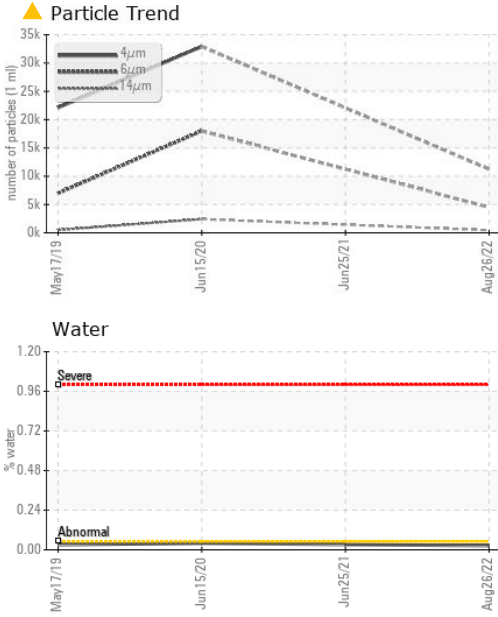 Particle Trend
number of particles (1 ml)
35k
30k
25k
20k
15k
10k
5k
0k
4µm
6µm
14µm
May17/19
Jun15/20
Jun25/21
Aug26/22
Water
% water
1.20
0.96
0.72
0.48
0.24
0.00
Severe
Abnormal
May17/19
Jun15/20
Jun25/21
Aug26/22